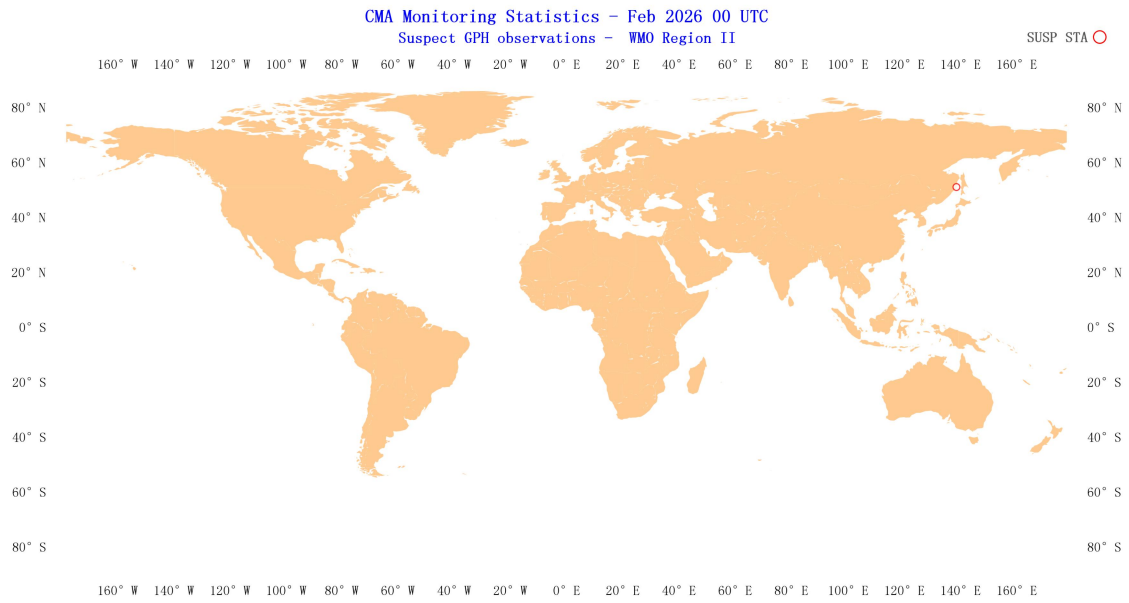 CMA Monitoring Statistics – Feb 2026 00 UTC
Suspect GPH observations – WMO Region II
SUSP STA
160° W 140° W 120° W 100° W 80° W 60° W 40° W 20° W 0° E 20° E 40° E 60° E 80° E 100° E 120° E 140° E 160° E
80° N 80° N
60° N 60° N
40° N 40° N
20° N 20° N
0° S 0° S
20° S 20° S
40° S 40° S
60° S 60° S
80° S 80° S
160° W 140° W 120° W 100° W 80° W 60° W 40° W 20° W 0° E 20° E 40° E 60° E 80° E 100° E 120° E 140° E 160° E